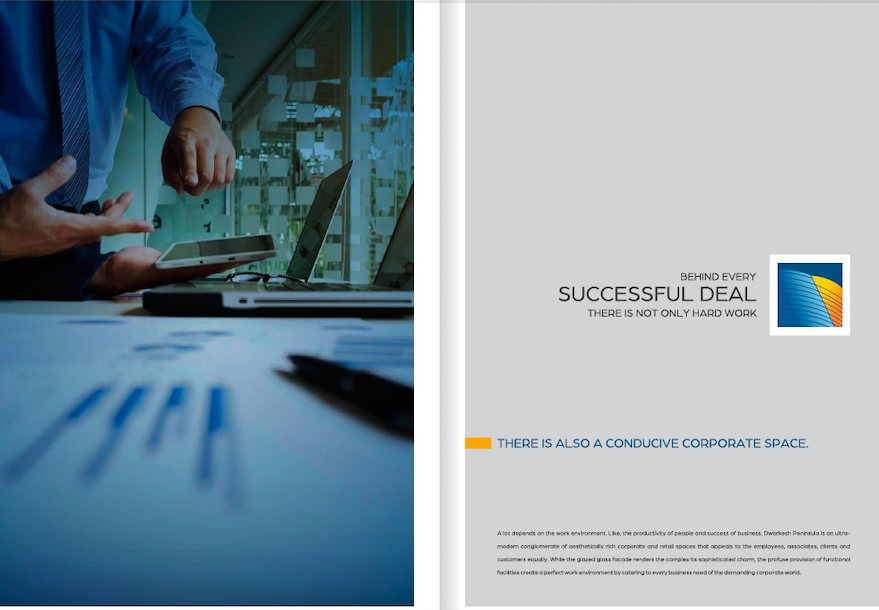 BEHIND EVERY
SUCCESSFUL DEAL
THERE IS NOT ONLY HARD WORK
THERE IS ALSO A CONDUCIVE CORPORATE SPACE.
A lot depends on the work environment. Like, the productivity of people and success of business. Dwarkesh Peninsula is an ultra-
modern conglomerate of aesthetically rich corporate and retail spaces that appeals to the employees, associates, clients and
customers equally. While the glazed glass facade renders the complex its sophisticated charm, the profuse provision of functional
facilities create a perfect work environment by catering to every business need of the demanding corporate world.